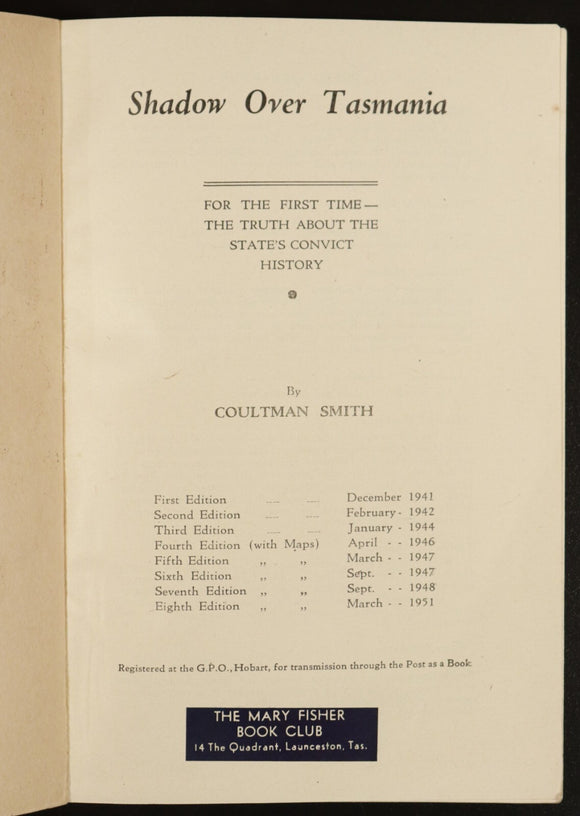 Shadow Over Tasmania
FOR THE FIRST TIME —
THE TRUTH ABOUT THE
STATE'S CONVICT
HISTORY
By
COULTMAN SMITH
First Edition ---- ---- December 1941
Second Edition ---- ---- February - 1942
Third Edition ---- ---- January - 1944
Fourth Edition (with Maps) April - - 1946
Fifth Edition ,, ,, March - - 1947
Sixth Edition ,, ,, Sept. - - 1947
Seventh Edition ,, ,, Sept. - - 1948
Eighth Edition ,, ,, March - - 1951
Registered at the G.P.O., Hobart, for transmission through the Post as a Book
THE MARY FISHER
BOOK CLUB
14 The Quadrant, Launceston, Tas.